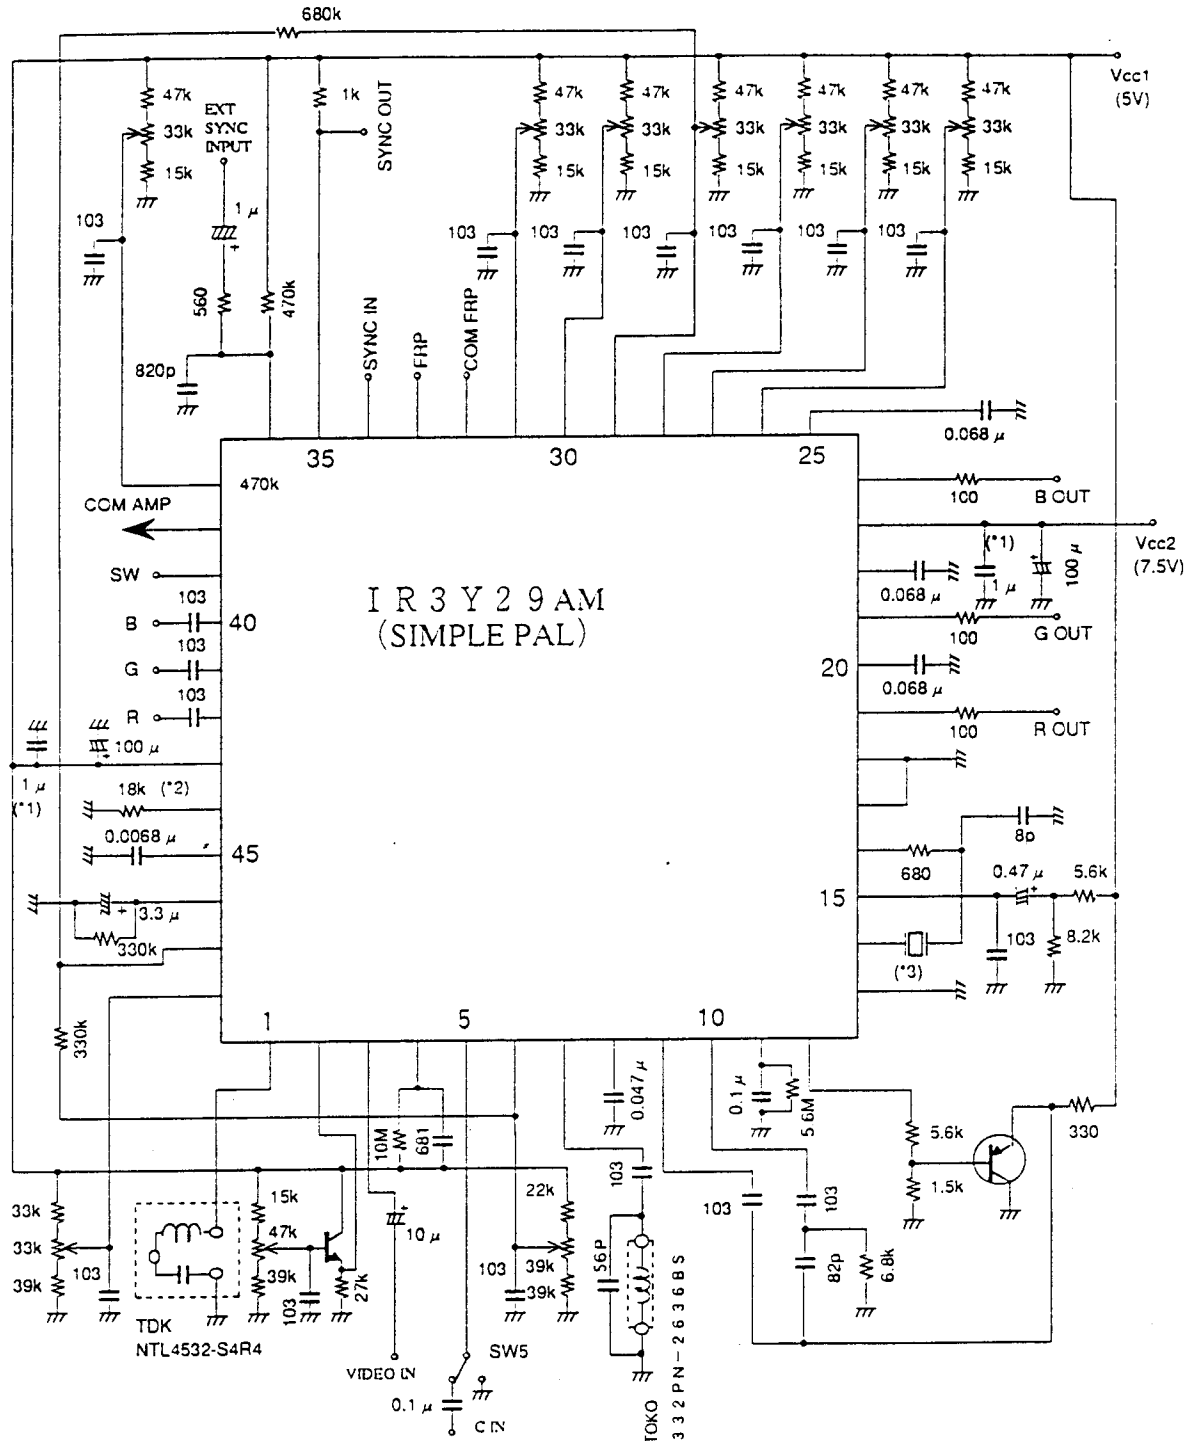 680k
Vcc1
(5V)
47k
33k
15k
EXT
SYNC
INPUT
1k
SYNC OUT
47k
47k
47k
47k
47k
47k
33k
33k
33k
33k
33k
33k
15k
15k
15k
15k
15k
15k
103
1 μ
103
103
103
103
103
103
560
470k
820p
SYNC IN
FRP
COM FRP
0.068 μ
35
30
25
470k
COM AMP
100
B OUT
Vcc2
(7.5V)
(*1)
1 μ
100 μ
SW
IR3Y29AM
(SIMPLE PAL)
0.068 μ
103
B
40
100
G OUT
103
G
20
0.068 μ
103
R
100
R OUT
100 μ
1 μ
(*1)
18k (*2)
0.0068 μ
45
8p
680
0.47 μ
5.6k
15
3.3 μ
330k
103
8.2k
(*3)
330k
1
5
10
0.047 μ
0.1 μ
5.6M
10M
681
5.6k
330
1.5k
33k
33k
39k
103
15k
47k
39k
103
27k
10 μ
22k
39k
39k
103
103
56P
103
103
82p
6.8k
TDK
NTL4532-S4R4
VIDEO IN
SW5
0.1 μ
C IN
TOKO
332PN-2636BS